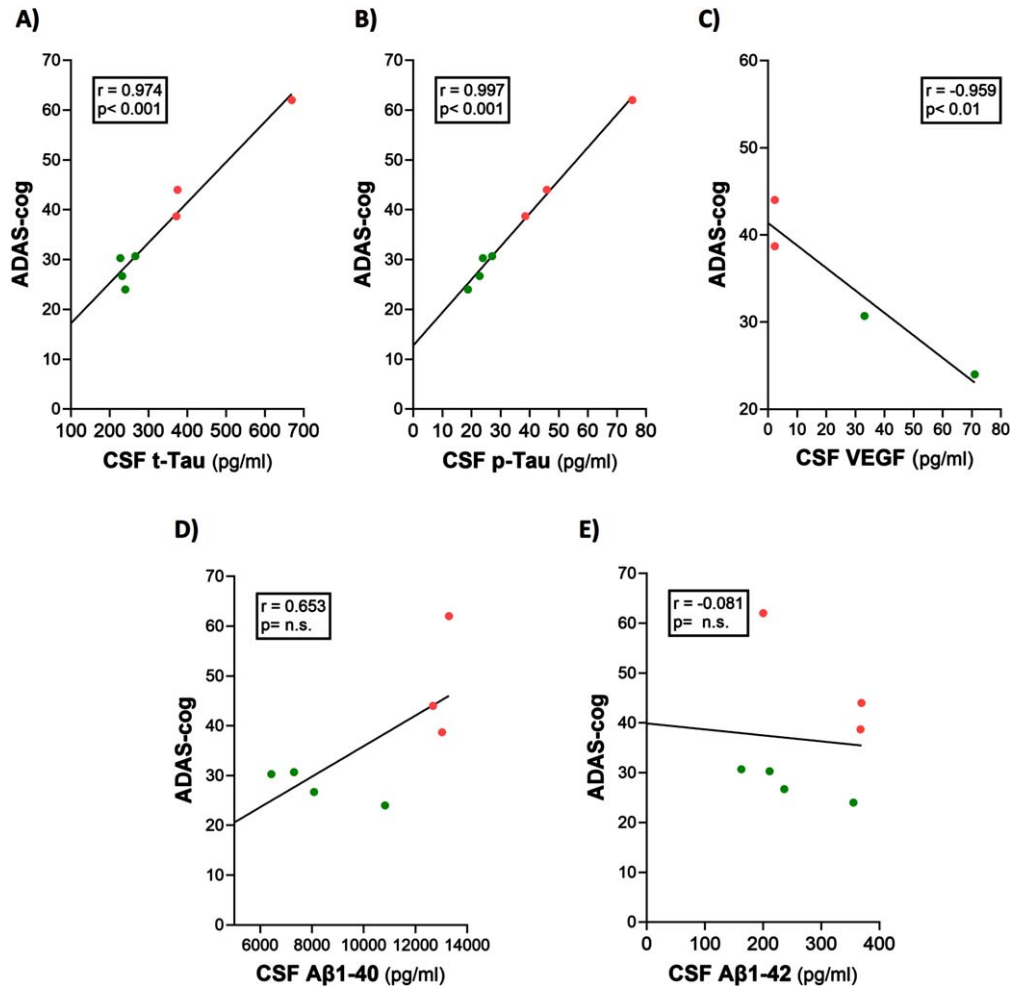 A)
70
60
50
40
30
20
10
0
ADAS-cog
r = 0.974
p< 0.001
100 200 300 400 500 600 700
CSF t-Tau (pg/ml)
B)
70
60
50
40
30
20
10
0
ADAS-cog
r = 0.997
p< 0.001
0 10 20 30 40 50 60 70 80
CSF p-Tau (pg/ml)
C)
60
50
40
30
20
ADAS-cog
r = -0.959
p< 0.01
0 10 20 30 40 50 60 70 80
CSF VEGF (pg/ml)
D)
70
60
50
40
30
20
10
0
ADAS-cog
r = 0.653
p= n.s.
6000 8000 10000 12000 14000
CSF Aβ1-40 (pg/ml)
E)
70
60
50
40
30
20
10
0
ADAS-cog
r = -0.081
p= n.s.
0 100 200 300 400
CSF Aβ1-42 (pg/ml)